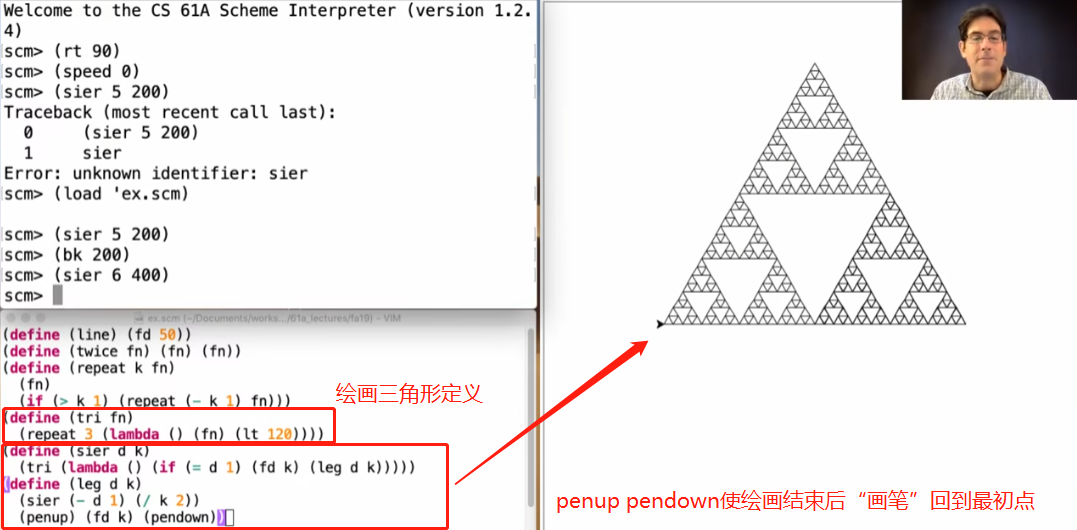 Welcome to the CS 61A Scheme Interpreter (version 1.2.
4)
scm> (rt 90)
scm> (speed 0)
scm> (sier 5 200)
Traceback (most recent call last):
0 (sier 5 200)
1 sier
Error: unknown identifier: sier
scm> (load 'ex.scm)
scm> (sier 5 200)
scm> (bk 200)
scm> (sier 6 400)
scm>
ex.scm (~/Documents/works.../61a_lectures/fa19) - VIM
(define (line) (fd 50))
(define (twice fn) (fn) (fn))
(define (repeat k fn)
(fn)
(if (> k 1) (repeat (- k 1) fn)))
绘画三角形定义
(define (tri fn)
(repeat 3 (lambda () (fn) (lt 120))))
(define (sier d k)
(tri (lambda () (if (= d 1) (fd k) (leg d k)))))
(define (leg d k)
(sier (- d 1) (/ k 2))
(penup) (fd k) (pendown))
penup pendown使绘画结束后“画笔”回到最初点